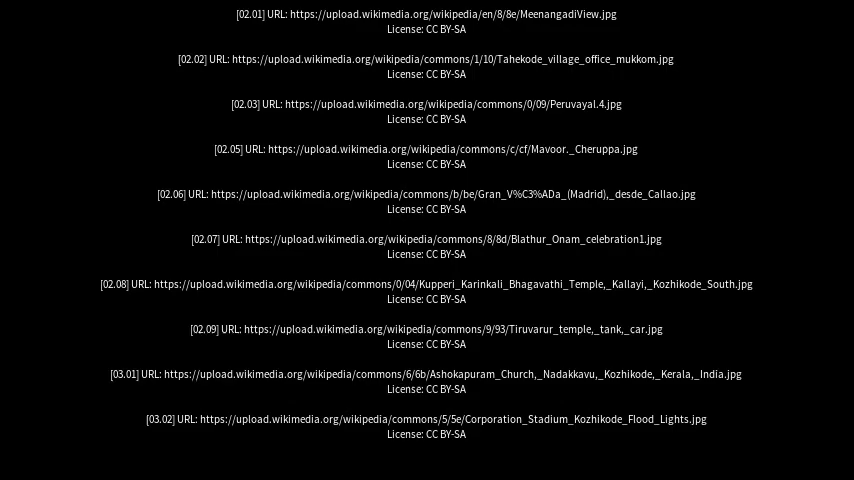 [02.01] URL: https://upload.wikimedia.org/wikipedia/en/8/8e/MeenangadiView.jpg
License: CC BY-SA
[02.02] URL: https://upload.wikimedia.org/wikipedia/commons/1/10/Tahekode_village_office_mukkom.jpg
License: CC BY-SA
[02.03] URL: https://upload.wikimedia.org/wikipedia/commons/0/09/Peruvayal.4.jpg
License: CC BY-SA
[02.05] URL: https://upload.wikimedia.org/wikipedia/commons/c/cf/Mavoor._Cheruppa.jpg
License: CC BY-SA
[02.06] URL: https://upload.wikimedia.org/wikipedia/commons/b/be/Gran_V%C3%ADa_(Madrid),_desde_Callao.jpg
License: CC BY-SA
[02.07] URL: https://upload.wikimedia.org/wikipedia/commons/8/8d/Blathur_Onam_celebration1.jpg
License: CC BY-SA
[02.08] URL: https://upload.wikimedia.org/wikipedia/commons/0/04/Kupperi_Karinkali_Bhagavathi_Temple,_Kallayi,_Kozhikode_South.jpg
License: CC BY-SA
[02.09] URL: https://upload.wikimedia.org/wikipedia/commons/9/93/Tiruvarur_temple,_tank,_car.jpg
License: CC BY-SA
[03.01] URL: https://upload.wikimedia.org/wikipedia/commons/6/6b/Ashokapuram_Church,_Nadakkavu,_Kozhikode,_Kerala,_India.jpg
License: CC BY-SA
[03.02] URL: https://upload.wikimedia.org/wikipedia/commons/5/5e/Corporation_Stadium_Kozhikode_Flood_Lights.jpg
License: CC BY-SA